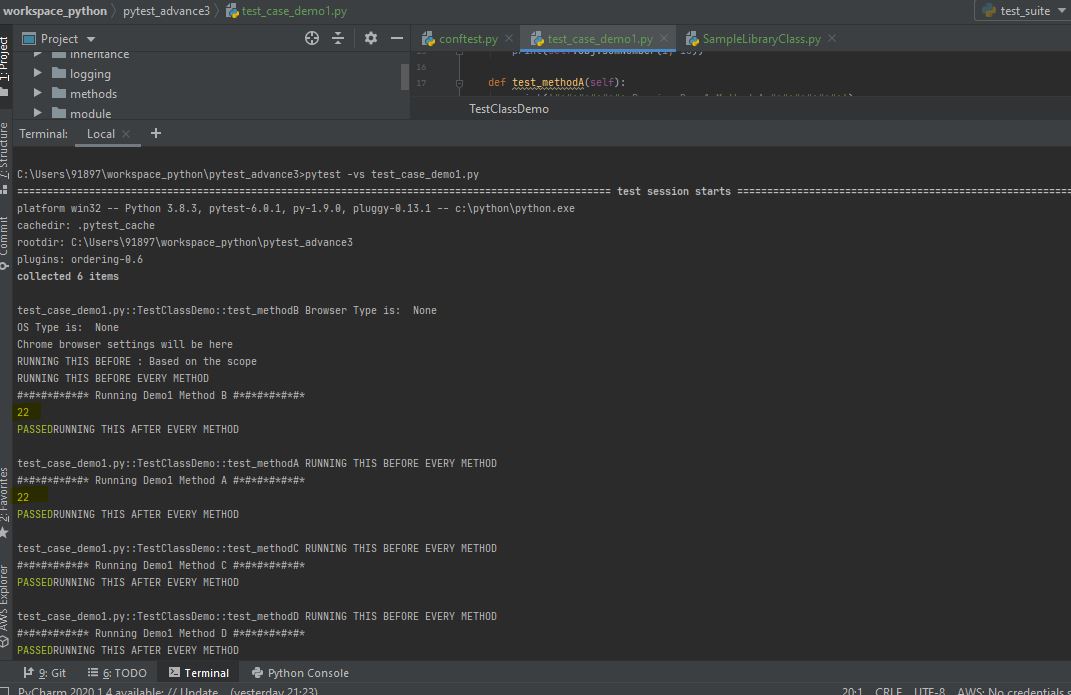 workspace_python pytest_advance3 test_case_demo1.py
test_suite
1: Project
Project
conftest.py
test_case_demo1.py
SampleLibraryClass.py
inheritance
logging
methods
module
16
17 def test_methodA(self):
TestClassDemo
Terminal: Local +
Z: Structure
Commit
2: Favorites
AWS Explorer
C:\Users\91897\workspace_python\pytest_advance3>pytest -vs test_case_demo1.py
=================================================================================================== test session starts ========================================================
platform win32 -- Python 3.8.3, pytest-6.0.1, py-1.9.0, pluggy-0.13.1 -- c:\python\python.exe
cachedir: .pytest_cache
rootdir: C:\Users\91897\workspace_python\pytest_advance3
plugins: ordering-0.6
collected 6 items
test_case_demo1.py::TestClassDemo::test_methodB Browser Type is:  None
OS Type is:  None
Chrome browser settings will be here
RUNNING THIS BEFORE : Based on the scope
RUNNING THIS BEFORE EVERY METHOD
#*#*#*#*#*#* Running Demo1 Method B #*#*#*#*#*#*
22
PASSEDRUNNING THIS AFTER EVERY METHOD
test_case_demo1.py::TestClassDemo::test_methodA RUNNING THIS BEFORE EVERY METHOD
#*#*#*#*#*#* Running Demo1 Method A #*#*#*#*#*#*
22
PASSEDRUNNING THIS AFTER EVERY METHOD
test_case_demo1.py::TestClassDemo::test_methodC RUNNING THIS BEFORE EVERY METHOD
#*#*#*#*#*#* Running Demo1 Method C #*#*#*#*#*#*
PASSEDRUNNING THIS AFTER EVERY METHOD
test_case_demo1.py::TestClassDemo::test_methodD RUNNING THIS BEFORE EVERY METHOD
#*#*#*#*#*#* Running Demo1 Method D #*#*#*#*#*#*
PASSEDRUNNING THIS AFTER EVERY METHOD
9: Git 6: TODO Terminal Python Console
PyCharm 2020.1.4 available: // Update... (yesterday 21:23) 20:1 CRLF UTF-8 AWS: No credentials s